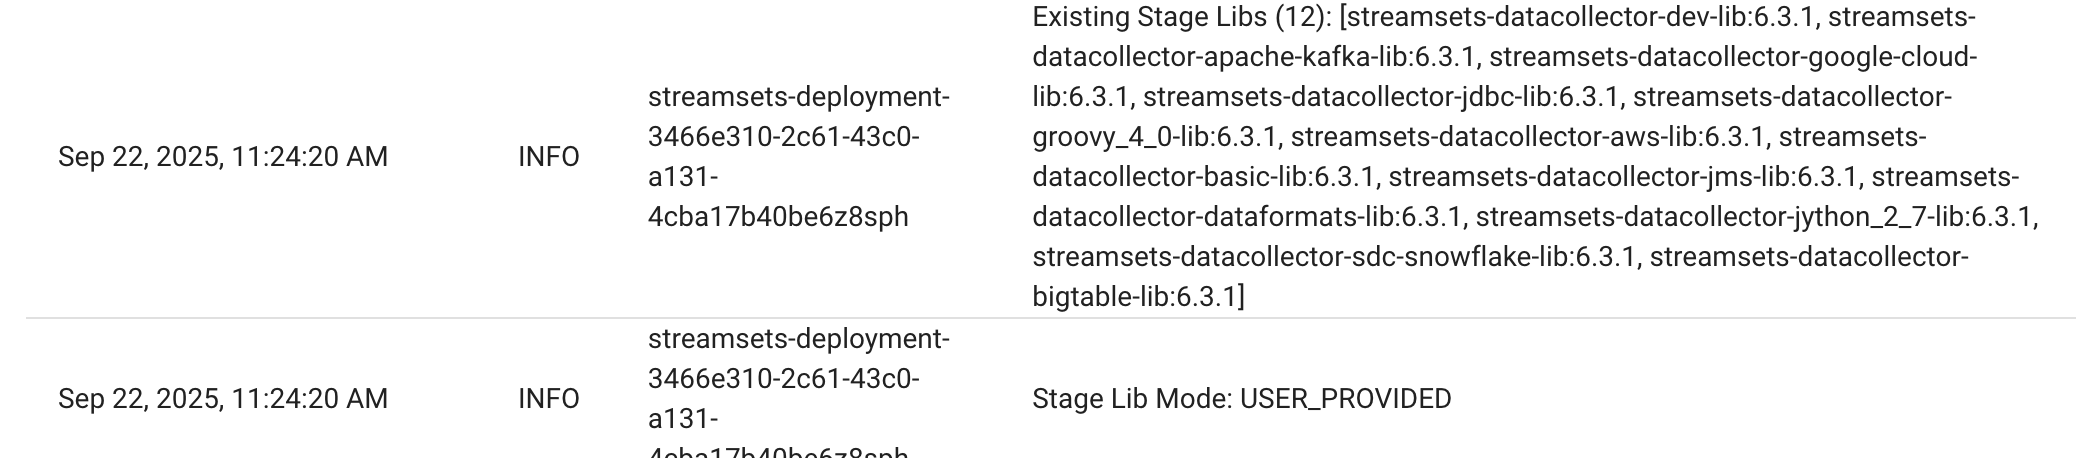 Sep 22, 2025, 11:24:20 AM
INFO
streamsets-deployment-
3466e310-2c61-43c0-
a131-
4cba17b40be6z8sph
Existing Stage Libs (12): [streamsets-datacollector-dev-lib:6.3.1, streamsets-
datacollector-apache-kafka-lib:6.3.1, streamsets-datacollector-google-cloud-
lib:6.3.1, streamsets-datacollector-jdbc-lib:6.3.1, streamsets-datacollector-
groovy_4_0-lib:6.3.1, streamsets-datacollector-aws-lib:6.3.1, streamsets-
datacollector-basic-lib:6.3.1, streamsets-datacollector-jms-lib:6.3.1, streamsets-
datacollector-dataformats-lib:6.3.1, streamsets-datacollector-jython_2_7-lib:6.3.1,
streamsets-datacollector-sdc-snowflake-lib:6.3.1, streamsets-datacollector-
bigtable-lib:6.3.1]
Sep 22, 2025, 11:24:20 AM
INFO
streamsets-deployment-
3466e310-2c61-43c0-
a131-
4cba17b40be6z8sph
Stage Lib Mode: USER_PROVIDED